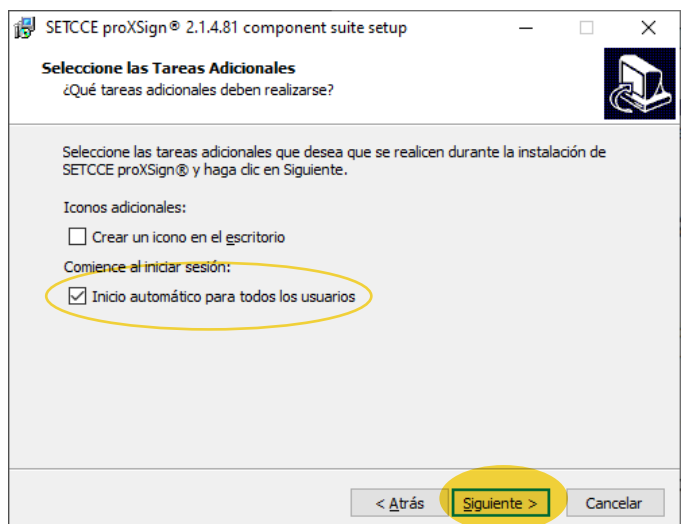 SETCCE proXSign® 2.1.4.81 component suite setup
Seleccione las Tareas Adicionales
¿Qué tareas adicionales deben realizarse?
Seleccione las tareas adicionales que desea que se realicen durante la instalación de
SETCCE proXSign® y haga clic en Siguiente.
Iconos adicionales:
Crear un icono en el escritorio
Comience al iniciar sesión:
Inicio automático para todos los usuarios
< Atrás
Siguiente >
Cancelar